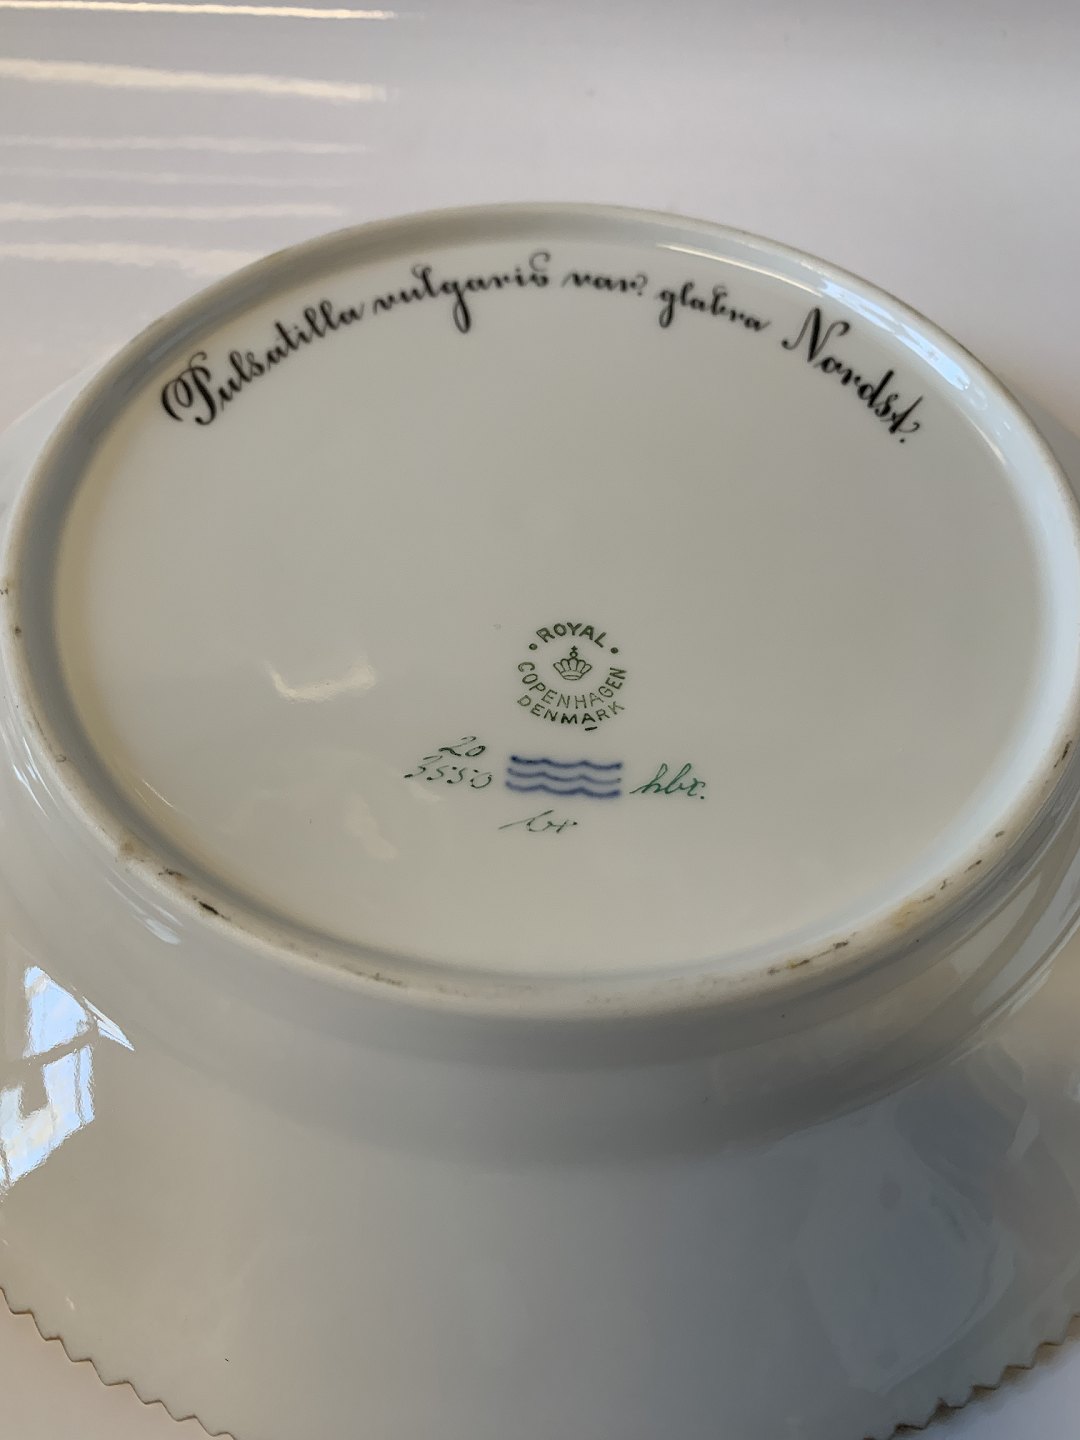 Pulsatilla vulgaris var. glabra Nordst.
ROYAL
COPENHAGEN
DENMARK
20
3550